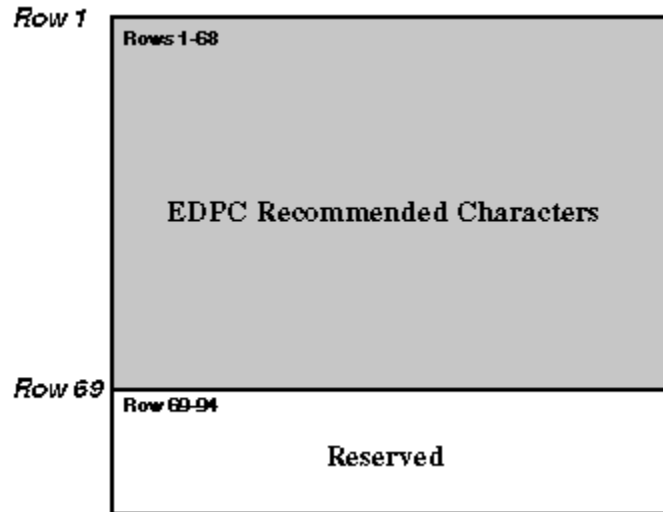 Row 1
Rows 1-68
EDPC Recommended Characters
Row 69
Row 69-94
Reserved